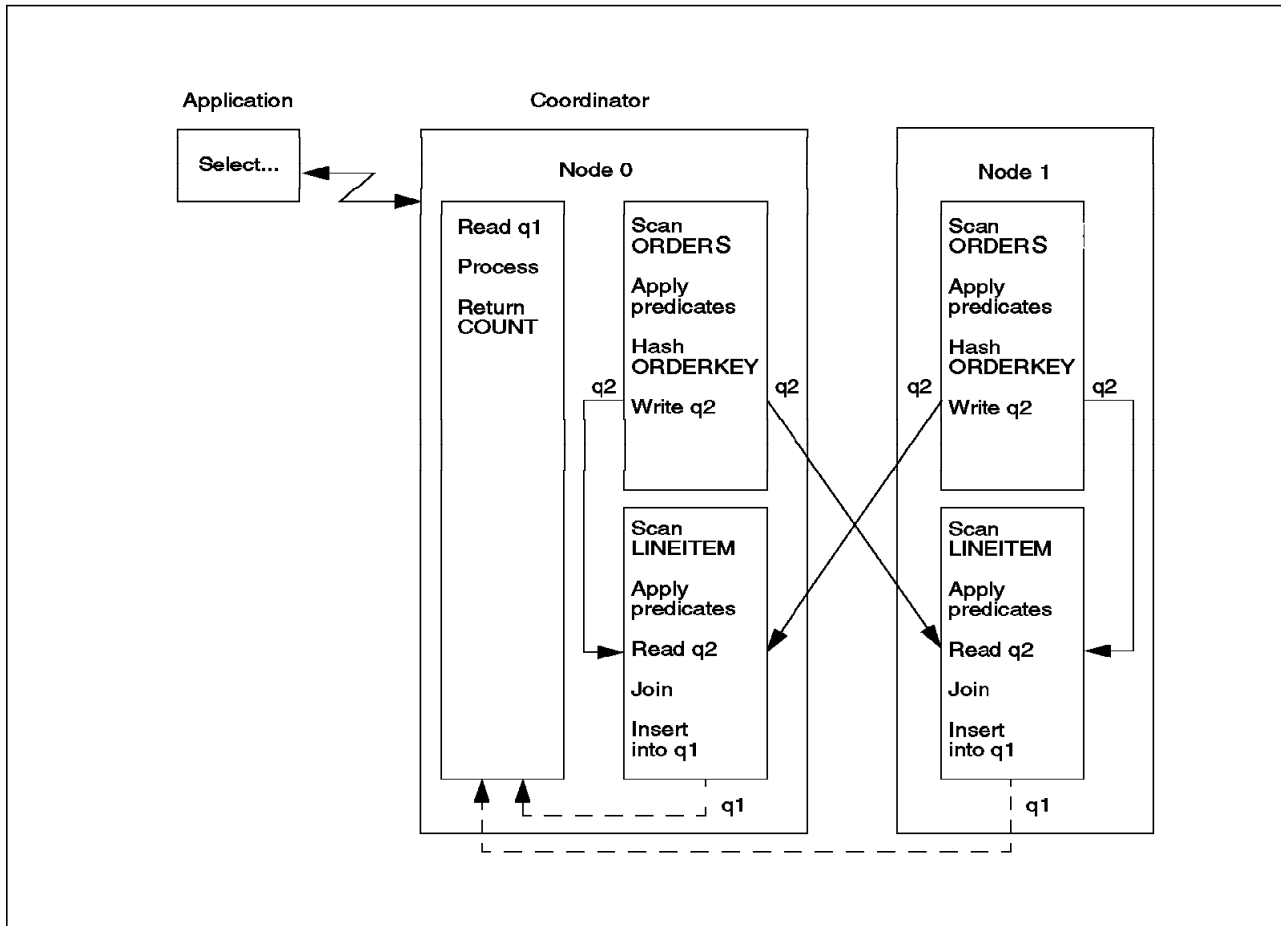 Application
Coordinator
Select...
Node 0
Node 1
Read q1
Process
Return
COUNT
Scan
ORDERS
Apply
predicates
Hash
ORDERKEY
q2
q2
Write q2
Scan
LINEITEM
Apply
predicates
Read q2
Join
Insert
into q1
q1
Scan
ORDERS
Apply
predicates
Hash
ORDERKEY
q2
q2
Write q2
Scan
LINEITEM
Apply
predicates
Read q2
Join
Insert
into q1
q1